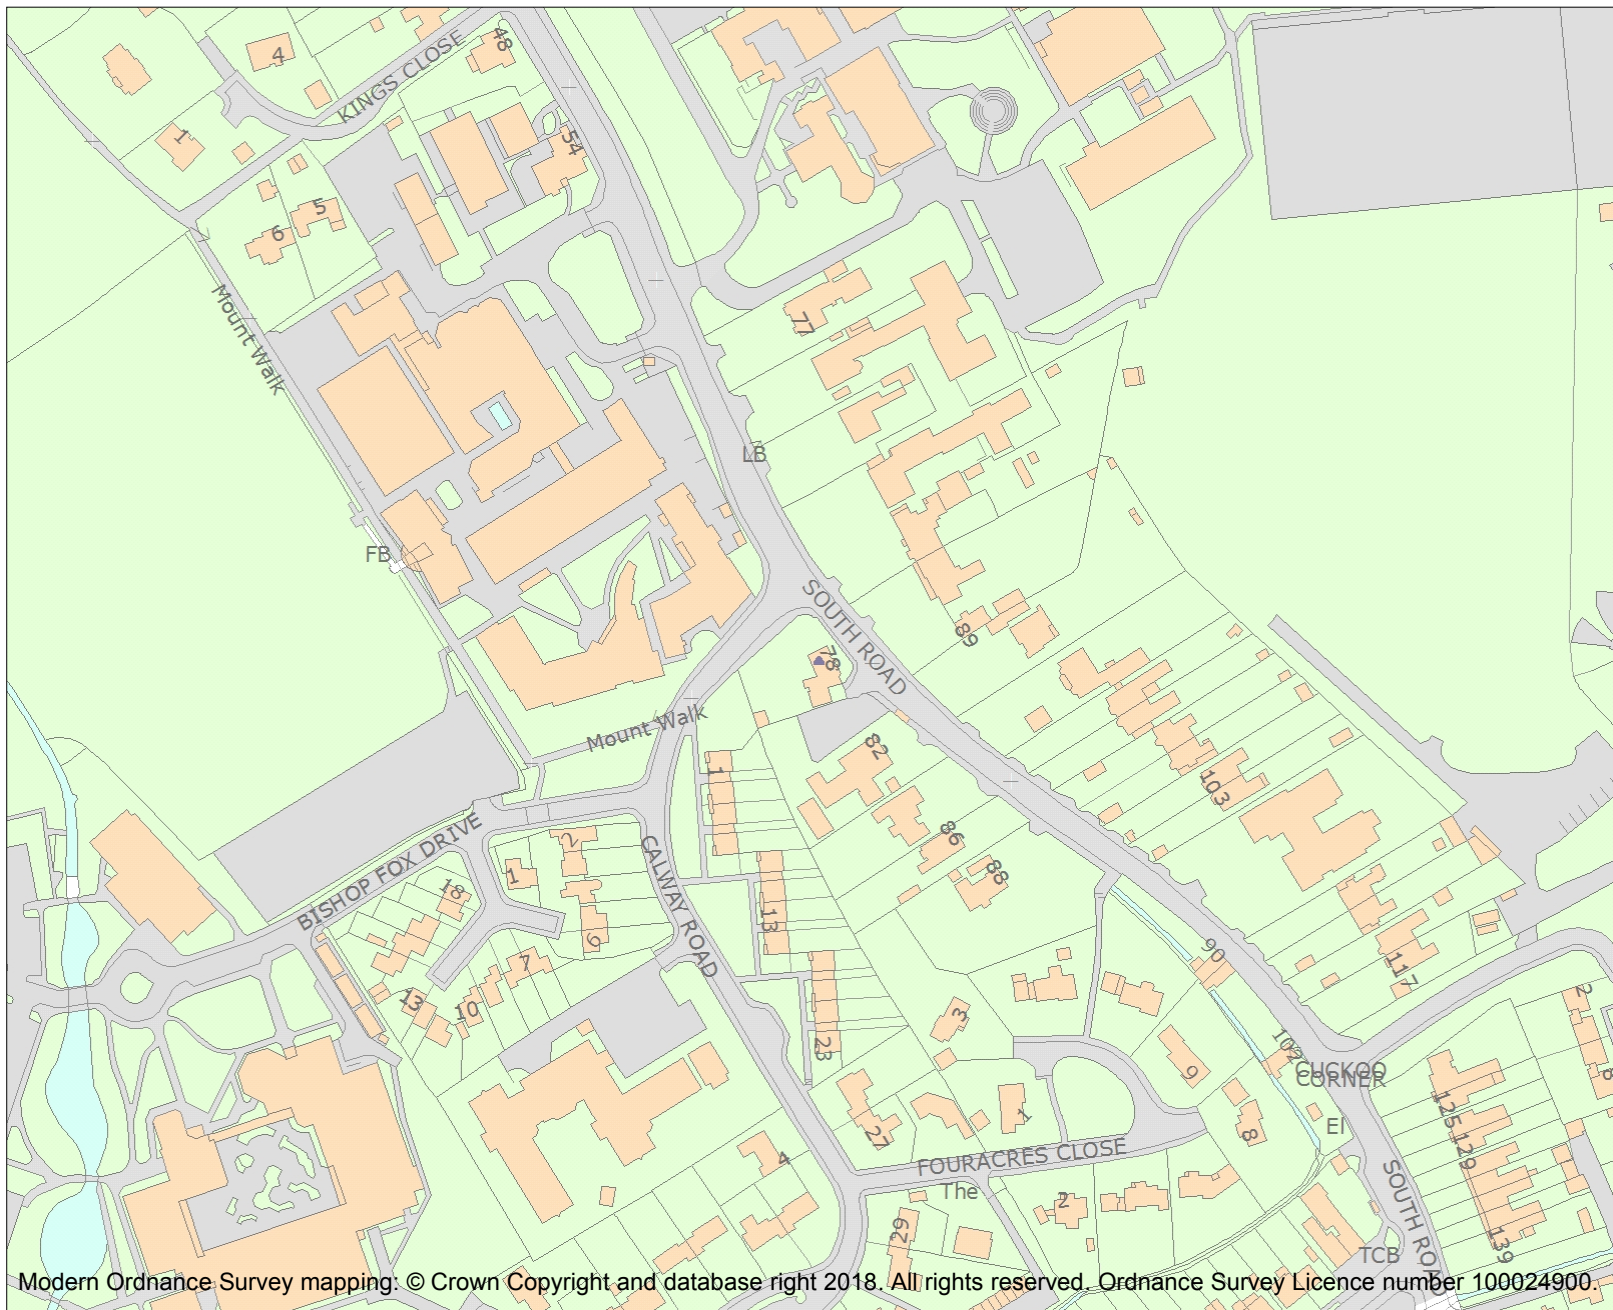 48
4
KINGS CLOSE
1
54
5
6
Mount Walk
77
LB
FB
SOUTH ROAD
89
78
Mount Walk
82
1
103
86
88
BISHOP FOX DRIVE
CALWAY ROAD
2
1
18
6
13
7
13
10
90
117
3
23
102
CUCKOO
CORNER
2
9
8
1
27
8
EI
125
129
4
FOURACRES CLOSE
The
2
29
SOUTH ROAD
139
TCB
Modern Ordnance Survey mapping: © Crown Copyright and database right 2018. All rights reserved. Ordnance Survey Licence number 100024900.